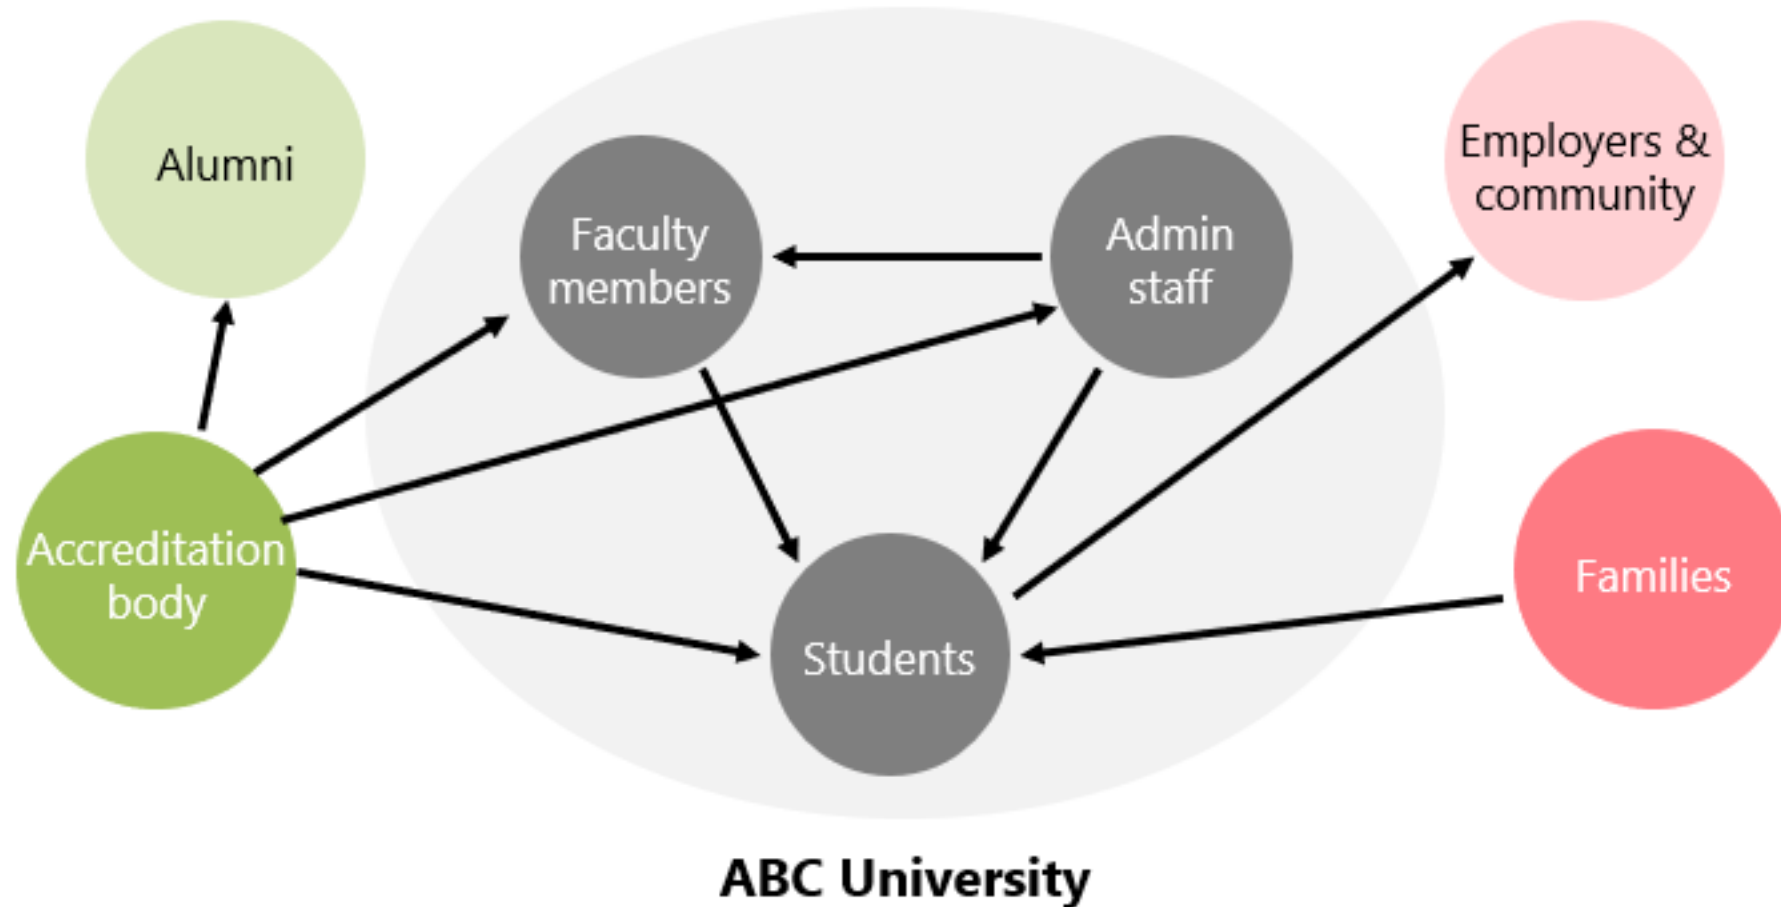 Alumni
Faculty
members
Admin
staff
Employers &
community
Accreditation
body
Students
Families
ABC University